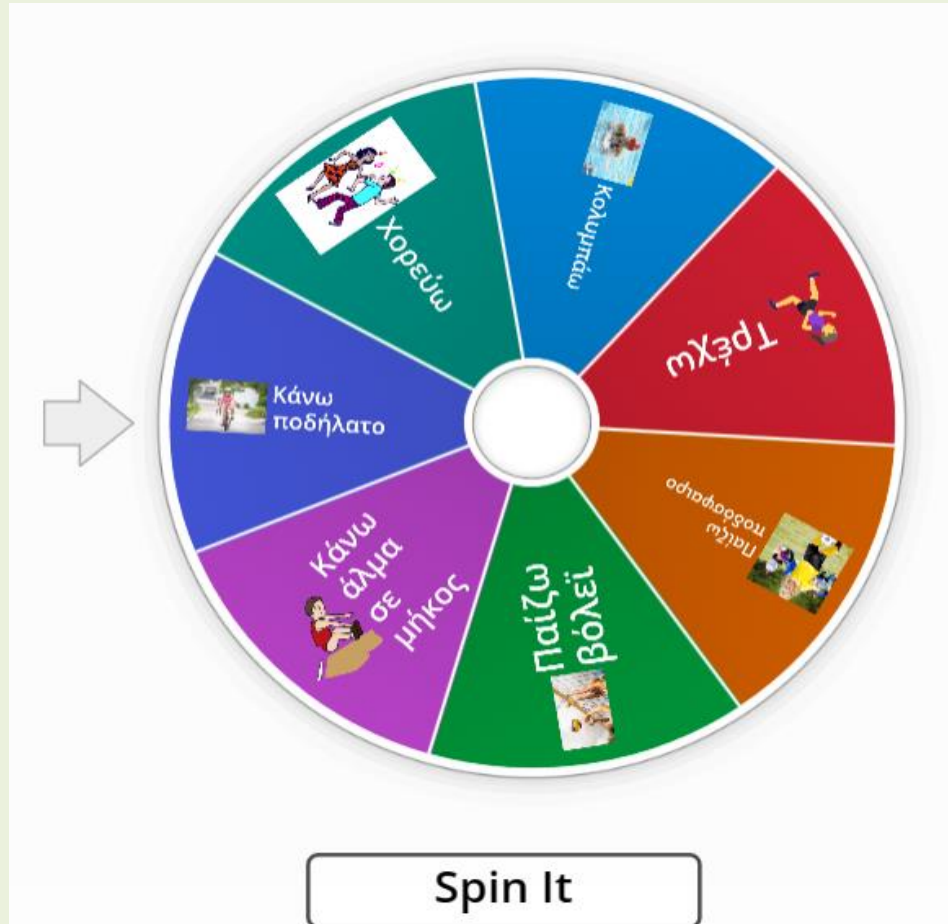 Χορεύω
Κολυμπάω
Τρέχω
Παίζω
ποδόσφαιρο
Παίζω
βόλεϊ
Κάνω
άλμα
σε
μήκος
Κάνω
ποδήλατο
Spin It